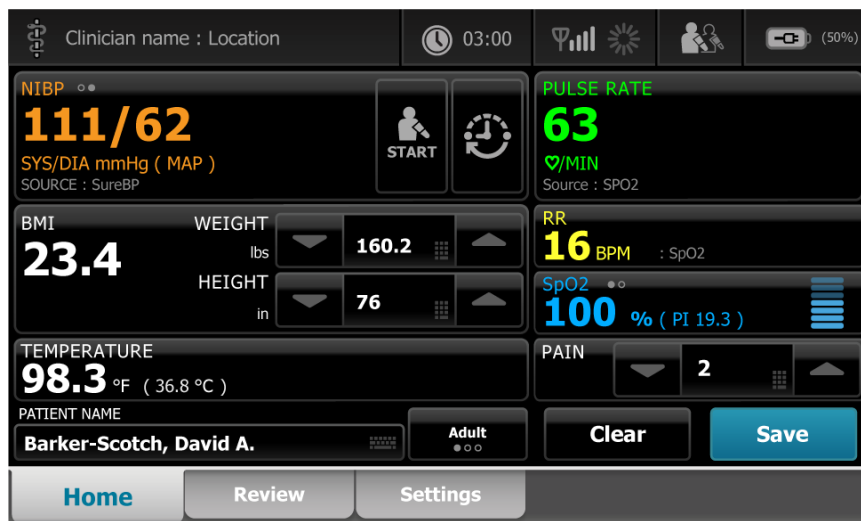 Clinician name : Location
03:00
(50%)
NIBP
111/62
SYS/DIA mmHg ( MAP )
SOURCE : SureBP
START
PULSE RATE
63
♡/MIN
Source : SPO2
BMI
23.4
WEIGHT
lbs
160.2
HEIGHT
in
76
RR
16 BPM : SpO2
SpO2
100 % ( PI 19.3 )
TEMPERATURE
98.3 °F ( 36.8 °C )
PAIN
2
PATIENT NAME
Barker-Scotch, David A.
Adult
Clear
Save
Home
Review
Settings